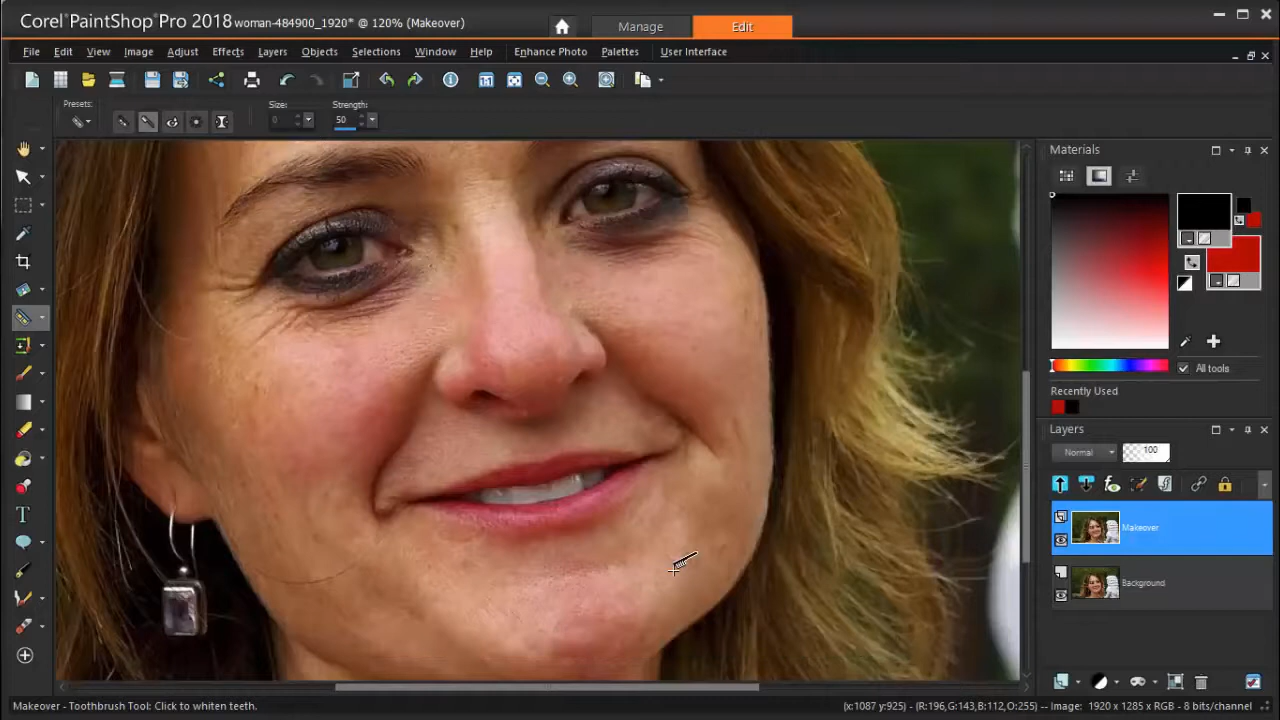 Corel® PaintShop® Pro 2018 woman-484900_1920* @ 120% (Makeover)
Manage
Edit
File Edit View Image Adjust Effects Layers Objects Selections Window Help Enhance Photo Palettes User Interface
Presets:
Size:
0
Strength:
50
Materials
All tools
Recently Used
Layers
Normal
100
Makeover
Background
Makeover - Toothbrush Tool: Click to whiten teeth.
(x:1087 y:925) - (R:196,G:143,B:112,O:255) -- Image: 1920 x 1285 x RGB - 8 bits/channel